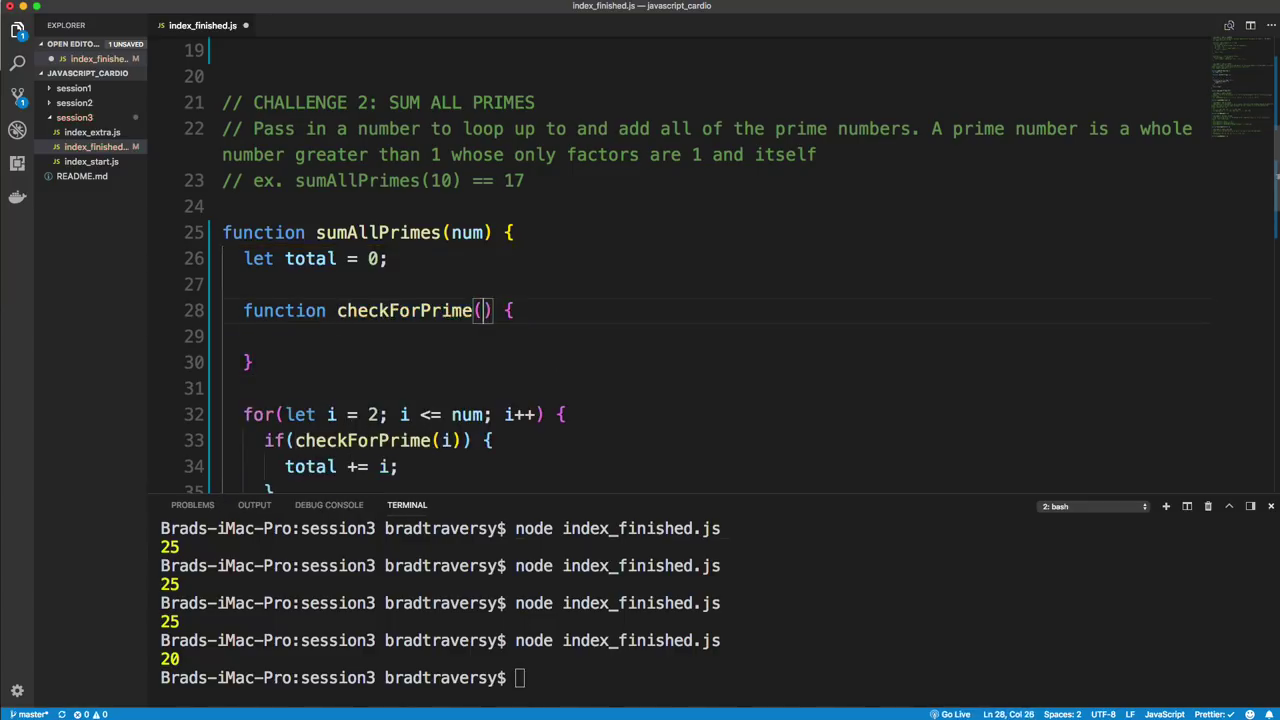 index_finished.js — javascript_cardio
EXPLORER
OPEN EDITO... 1 UNSAVED
index_finishe... M
JAVASCRIPT_CARDIO
session1
session2
session3
index_extra.js
index_finished... M
index_start.js
README.md
JS index_finished.js
19
20
21 // CHALLENGE 2: SUM ALL PRIMES
22 // Pass in a number to loop up to and add all of the prime numbers. A prime number is a whole
number greater than 1 whose only factors are 1 and itself
23 // ex. sumAllPrimes(10) == 17
24
25 function sumAllPrimes(num) {
26 let total = 0;
27
28 function checkForPrime() {
29
30 }
31
32 for(let i = 2; i <= num; i++) {
33 if(checkForPrime(i)) {
34 total += i;
35 }
PROBLEMS OUTPUT DEBUG CONSOLE TERMINAL 2: bash
Brads-iMac-Pro:session3 bradtraversy$ node index_finished.js
25
Brads-iMac-Pro:session3 bradtraversy$ node index_finished.js
25
Brads-iMac-Pro:session3 bradtraversy$ node index_finished.js
25
Brads-iMac-Pro:session3 bradtraversy$ node index_finished.js
20
Brads-iMac-Pro:session3 bradtraversy$
master* 0 0 Go Live Ln 28, Col 26 Spaces: 2 UTF-8 LF JavaScript Prettier: ✓